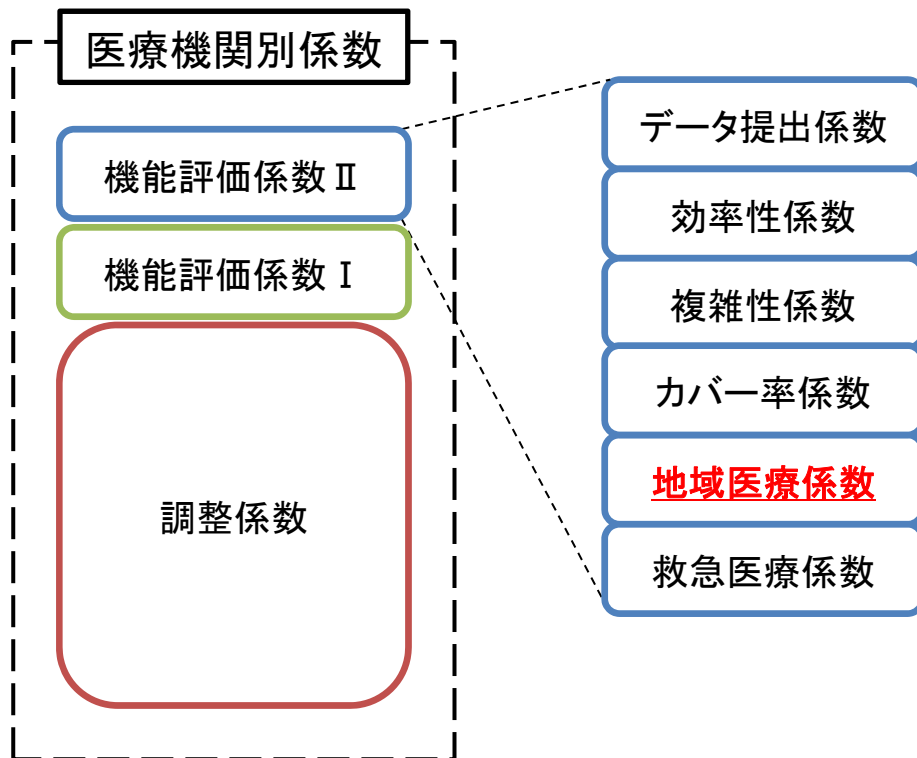 医療機関別係数
機能評価係数Ⅱ
機能評価係数Ⅰ
調整係数
データ提出係数
効率性係数
複雑性係数
カバー率係数
地域医療係数
救急医療係数